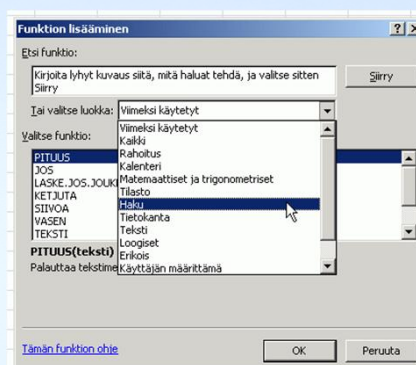 Funktion lisääminen
Etsi funktio:
Kirjoita lyhyt kuvaus siitä, mitä haluat tehdä, ja valitse sitten
Siirry
Siirry
Tai valitse luokka: Viimeksi käytetyt
Viimeksi käytetyt
Kaikki
Rahoitus
Kalenteri
Matemaattiset ja trigonometriset
Tilasto
Haku
Tietokanta
Teksti
Loogiset
Erikois
Käyttäjän määrittämä
Valitse funktio:
PITUUS
JOS
LASKE.JOS.JOUK
KETJUTA
SIIVOA
VASEN
TEKSTI
PITUUS(teksti)
Palauttaa tekstime
Tämän funktion ohje
OK
Peruuta